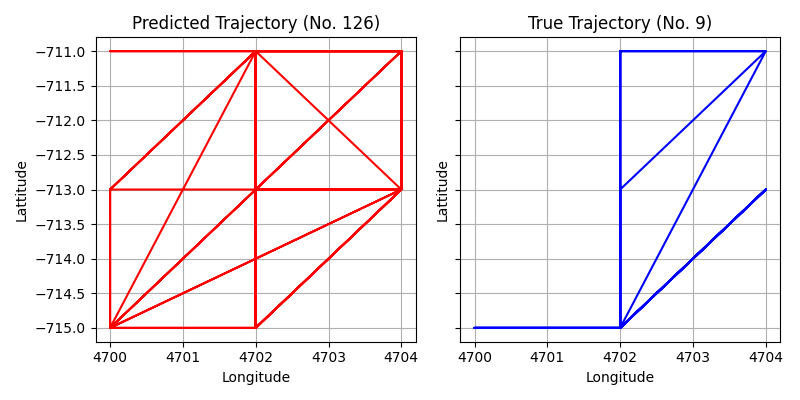 Predicted Trajectory (No. 126)
Lattitude
−711.0
−711.5
−712.0
−712.5
−713.0
−713.5
−714.0
−714.5
−715.0
4700 4701 4702 4703 4704
Longitude
True Trajectory (No. 9)
Lattitude
4700 4701 4702 4703 4704
Longitude